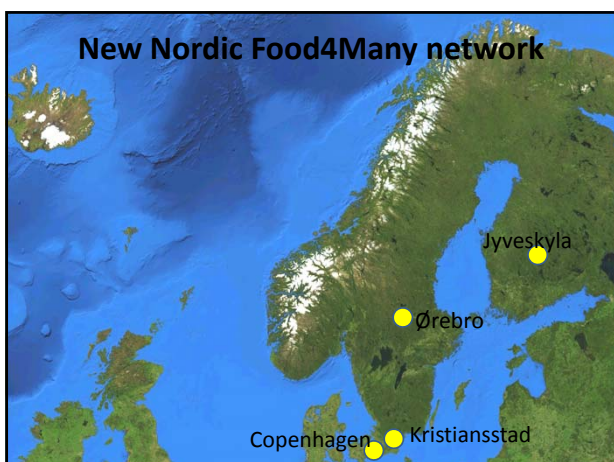 New Nordic Food4Many network
Jyveskyla
Ørebro
Kristiansstad
Copenhagen